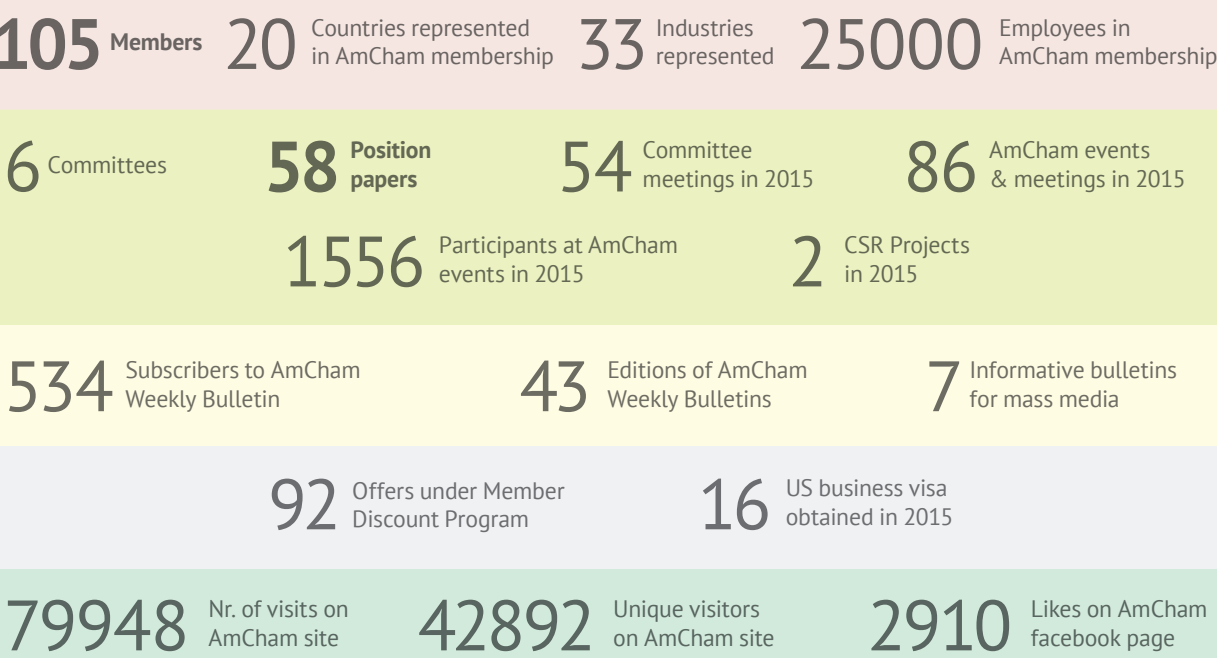 105 Members
20 Countries represented
in AmCham membership
33 Industries
represented
25000 Employees in
AmCham membership
6 Committees
58 Position
papers
54 Committee
meetings in 2015
86 AmCham events
& meetings in 2015
1556 Participants at AmCham
events in 2015
2 CSR Projects
in 2015
534 Subscribers to AmCham
Weekly Bulletin
43 Editions of AmCham
Weekly Bulletins
7 Informative bulletins
for mass media
92 Offers under Member
Discount Program
16 US business visa
obtained in 2015
79948 Nr. of visits on
AmCham site
42892 Unique visitors
on AmCham site
2910 Likes on AmCham
facebook page